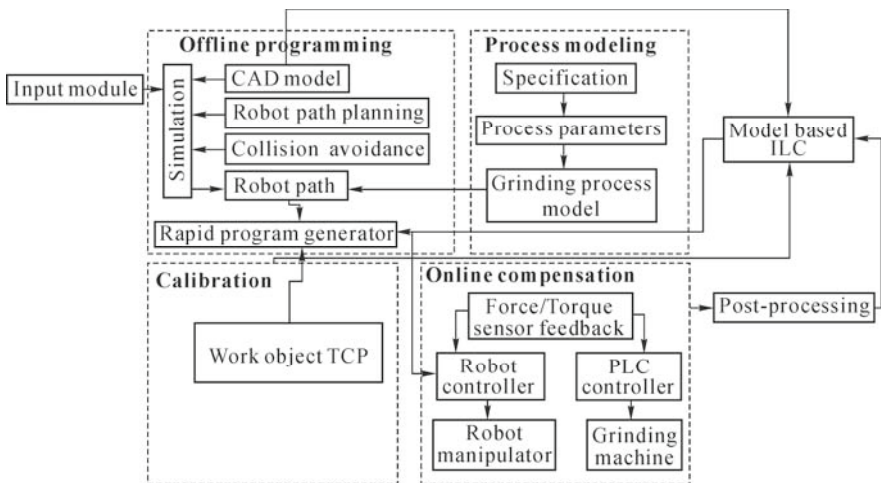 Offline programming
Input module
Simulation
CAD model
Robot path planning
Collision avoidance
Robot path
Rapid program generator
Process modeling
Specification
Process parameters
Grinding process
model
Model based
ILC
Calibration
Work object TCP
Online compensation
Force/Torque
sensor feedback
Robot
controller
PLC
controller
Robot
manipulator
Grinding
machine
Post-processing